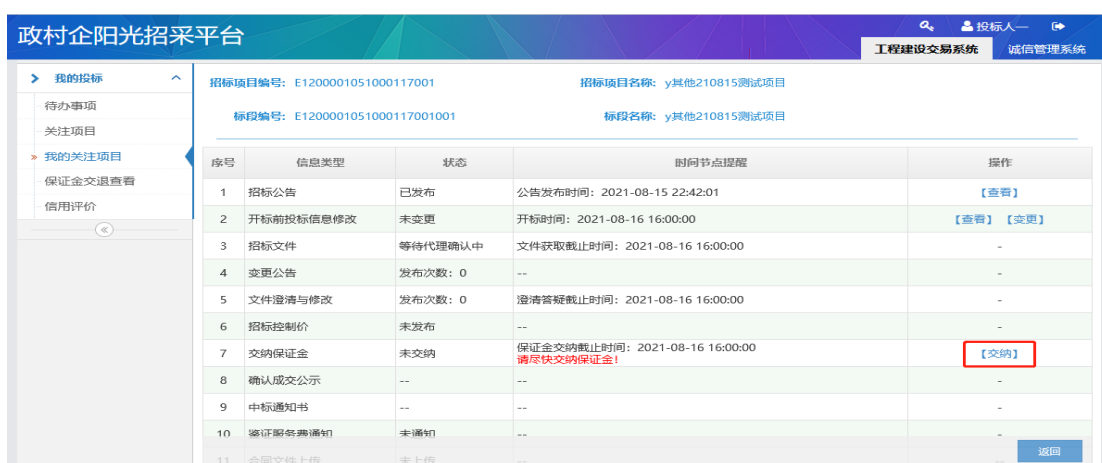 政村企阳光招采平台
投标人一
工程建设交易系统 诚信管理系统
我的投标
待办事项
关注项目
我的关注项目
保证金交退查看
信用评价
招标项目编号: E1200001051000117001 招标项目名称: y其他210815测试项目
标段编号: E1200001051000117001001 标段名称: y其他210815测试项目
序号 信息类型 状态 时间节点提醒 操作
1 招标公告 已发布 公告发布时间: 2021-08-15 22:42:01 【查看】
2 开标前投标信息修改 未变更 开标时间: 2021-08-16 16:00:00 【查看】 【变更】
3 招标文件 等待代理确认中 文件获取截止时间: 2021-08-16 16:00:00 -
4 变更公告 发布次数: 0 -- -
5 文件澄清与修改 发布次数: 0 澄清答疑截止时间: 2021-08-16 16:00:00 -
6 招标控制价 未发布 -- -
7 交纳保证金 未交纳 保证金交纳截止时间: 2021-08-16 16:00:00 【交纳】
请尽快交纳保证金!
8 确认成交公示 -- -- -
9 中标通知书 -- -- -
10 鉴证服务费通知 未通知 -- -
11 合同文件上传 未上传 -- --
返回